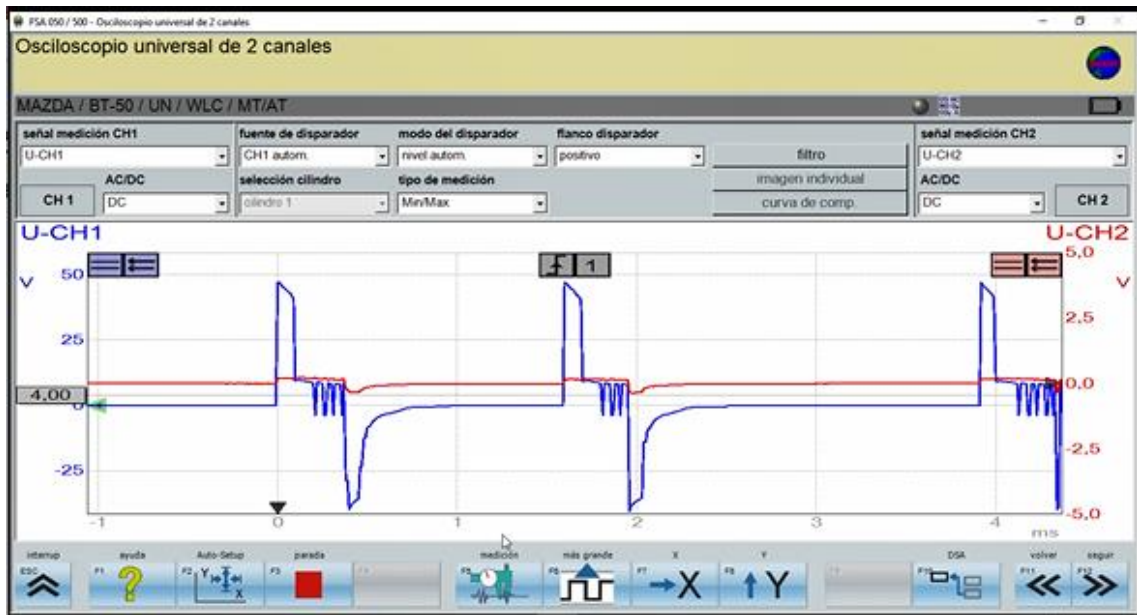 FSA 050 / 500 - Osciloscopio universal de 2 canales
Osciloscopio universal de 2 canales
MAZDA / BT-50 / UN / WLC / MT/AT
señal medición CH1 fuente de disparador modo del disparador flanco disparador señal medición CH2
U-CH1 CH1 autom. nivel autom. positivo filtro U-CH2
AC/DC selección cilindro tipo de medición imagen individual AC/DC
CH 1 DC cilindro 1 Min/Max curva de comp. DC CH 2
U-CH1 U-CH2
5,0
50 1
V V
2,5
25
0,0
4,00
0
-2,5
-25
-5,0
-1 0 1 2 3 4
ms
interrup ayuda Auto-Setup parada medición más grande X Y DSA volver seguir
ESC F1 F2 Y X F3 F5 F6 F7 X F8 Y F10 F11 F12